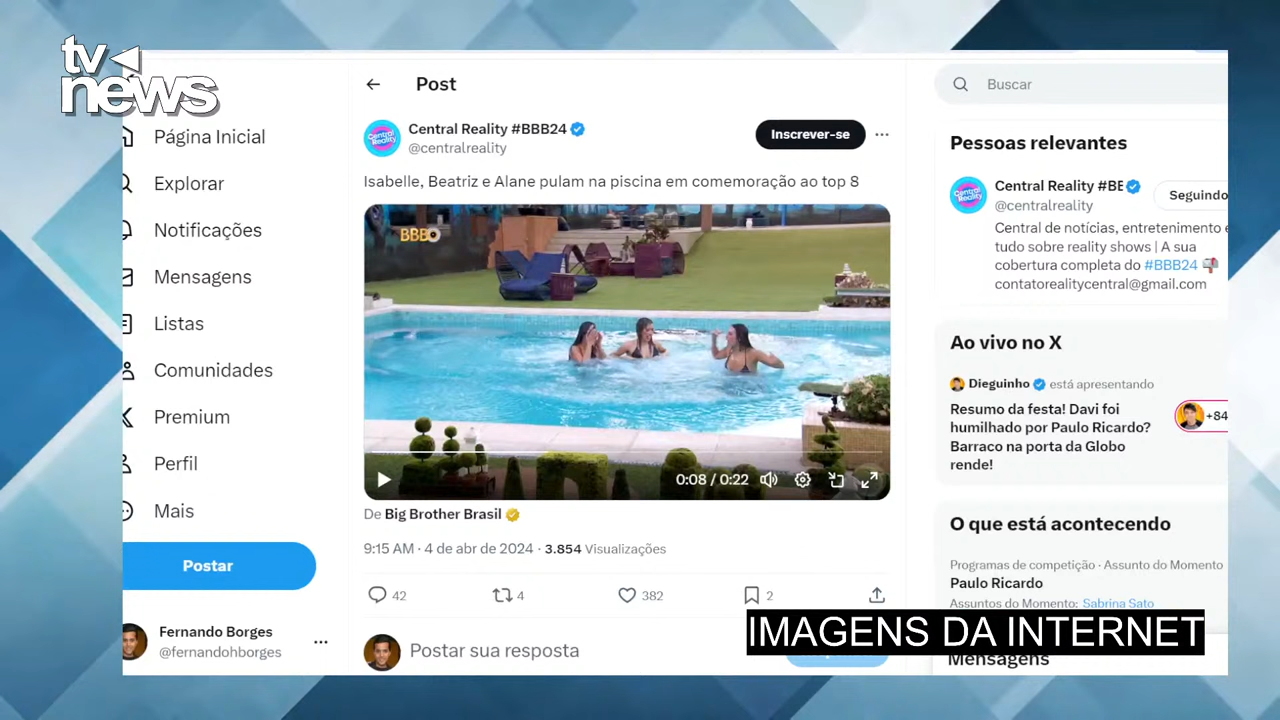 tv
news
Página Inicial
Explorar
Notificações
Mensagens
Listas
Comunidades
Premium
Perfil
Mais
Postar
Fernando Borges
@fernandohborges
Post
Central Reality #BBB24
@centralreality
Inscrever-se
Isabelle, Beatriz e Alane pulam na piscina em comemoração ao top 8
BBB
0:08 / 0:22
De Big Brother Brasil
9:15 AM · 4 de abr de 2024 · 3.854 Visualizações
42
4
382
2
Postar sua resposta
Buscar
Pessoas relevantes
Central Reality #BE
@centralreality
Seguindo
Central de notícias, entretenimento e
tudo sobre reality shows | A sua
cobertura completa do #BBB24
contatorealitycentral@gmail.com
Ao vivo no X
Dieguinho está apresentando
Resumo da festa! Davi foi
humilhado por Paulo Ricardo?
Barraco na porta da Globo
rende!
+84
O que está acontecendo
Programas de competição · Assunto do Momento
Paulo Ricardo
Assuntos do Momento: Sabrina Sato
IMAGENS DA INTERNET
Mensagens